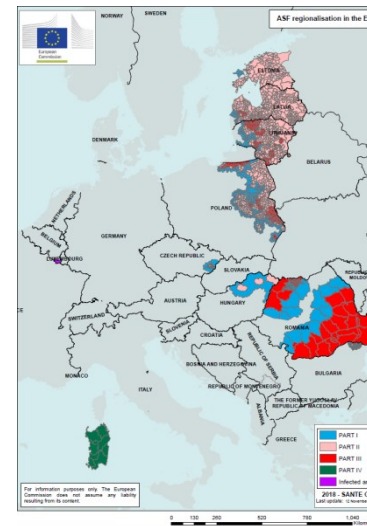 NORWAY
SWEDEN
ASF regionalisation in the E
European
Commission
ESTONIA
LATVIA
LITHUANIA
DENMARK
BELARUS
NETHERLANDS
POLAND
GERMANY
BELGIUM
LUXEMBOURG
CZECH REPUBLIC
SLOVAKIA
AUSTRIA
HUNGARY
SWITZERLAND
SLOVENIA
ROMANIA
CROATIA
BOSNIA AND HERZEGOVINA
REPUBLIC OF SERBIA
MONACO
ITALY
REPUBLIC OF MONTENEGRO
BULGARIA
THE FORMER YUGOSLAV
REPUBLIC OF MACEDONIA
ALBANIA
GREECE
PART I
PART II
PART III
PART IV
Infected a
For information purposes only. The European
Commission does not assume any liability
resulting from its content.
2018 - SANTE
0 130 260 520 780 1,040